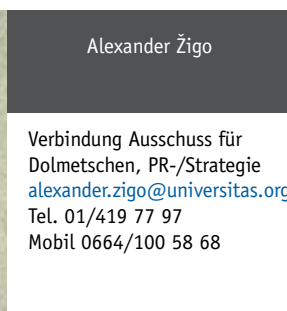 Alexander Žigo
Verbindung Ausschuss für
Dolmetschen, PR-/Strategie
alexander.zigo@universitas.org
Tel. 01/419 77 97
Mobil 0664/100 58 68